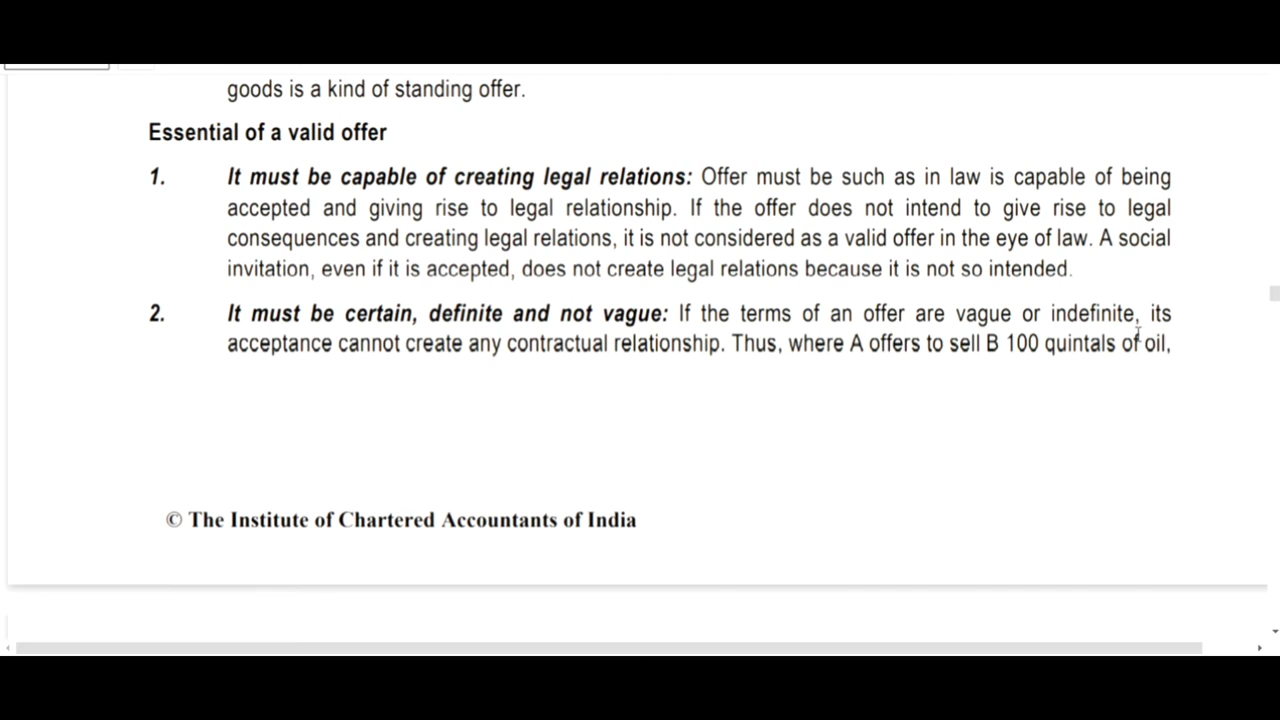 goods is a kind of standing offer.
Essential of a valid offer
1. It must be capable of creating legal relations: Offer must be such as in law is capable of being
accepted and giving rise to legal relationship. If the offer does not intend to give rise to legal
consequences and creating legal relations, it is not considered as a valid offer in the eye of law. A social
invitation, even if it is accepted, does not create legal relations because it is not so intended.
2. It must be certain, definite and not vague: If the terms of an offer are vague or indefinite, its
acceptance cannot create any contractual relationship. Thus, where A offers to sell B 100 quintals of oil,
© The Institute of Chartered Accountants of India